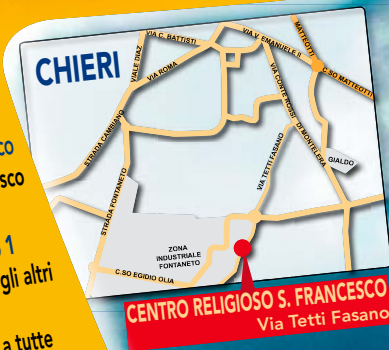 CHIERI
VIA C. BATTISTI
VIA V. EMANUELE II
MATTEOTTI
C.SO MATTEOTTI
VIALE DIAZ
VIA ROMA
STRADA CAMBIANO
VIA CONTE ROSSI DI MONTELERA
VIA TETTI FASANO
GIALDO
STRADA FONTANETO
ZONA
INDUSTRIALE
FONTANETO
C.SO EGIDIO OLIA
CENTRO RELIGIOSO S. FRANCESCO
Via Tetti Fasano
co
sco
1
gli altri
a tutte